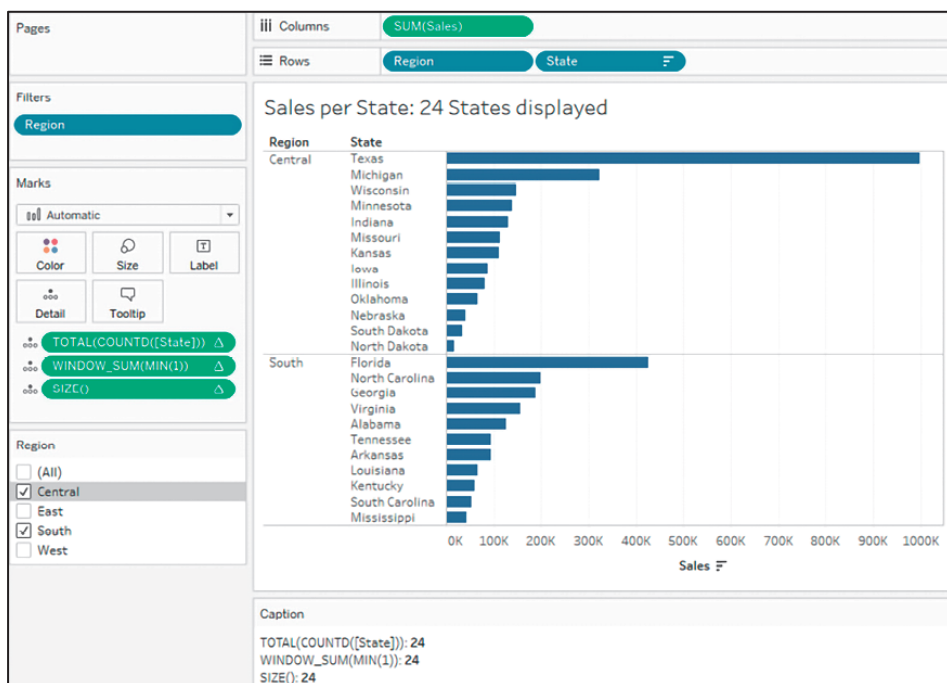 Pages
Columns
SUM(Sales)
Rows
Region
State
Filters
Region
Marks
Automatic
Color
Size
Label
Detail
Tooltip
TOTAL(COUNTD([State]))
WINDOW_SUM(MIN(1))
SIZE()
Region
(All)
Central
East
South
West
Sales per State: 24 States displayed
Region State
Central Texas
Michigan
Wisconsin
Minnesota
Indiana
Missouri
Kansas
Iowa
Illinois
Oklahoma
Nebraska
South Dakota
North Dakota
South Florida
North Carolina
Georgia
Virginia
Alabama
Tennessee
Arkansas
Louisiana
Kentucky
South Carolina
Mississippi
0K 100K 200K 300K 400K 500K 600K 700K 800K 900K 1000K
Sales
Caption
TOTAL(COUNTD([State])): 24
WINDOW_SUM(MIN(1)): 24
SIZE(): 24